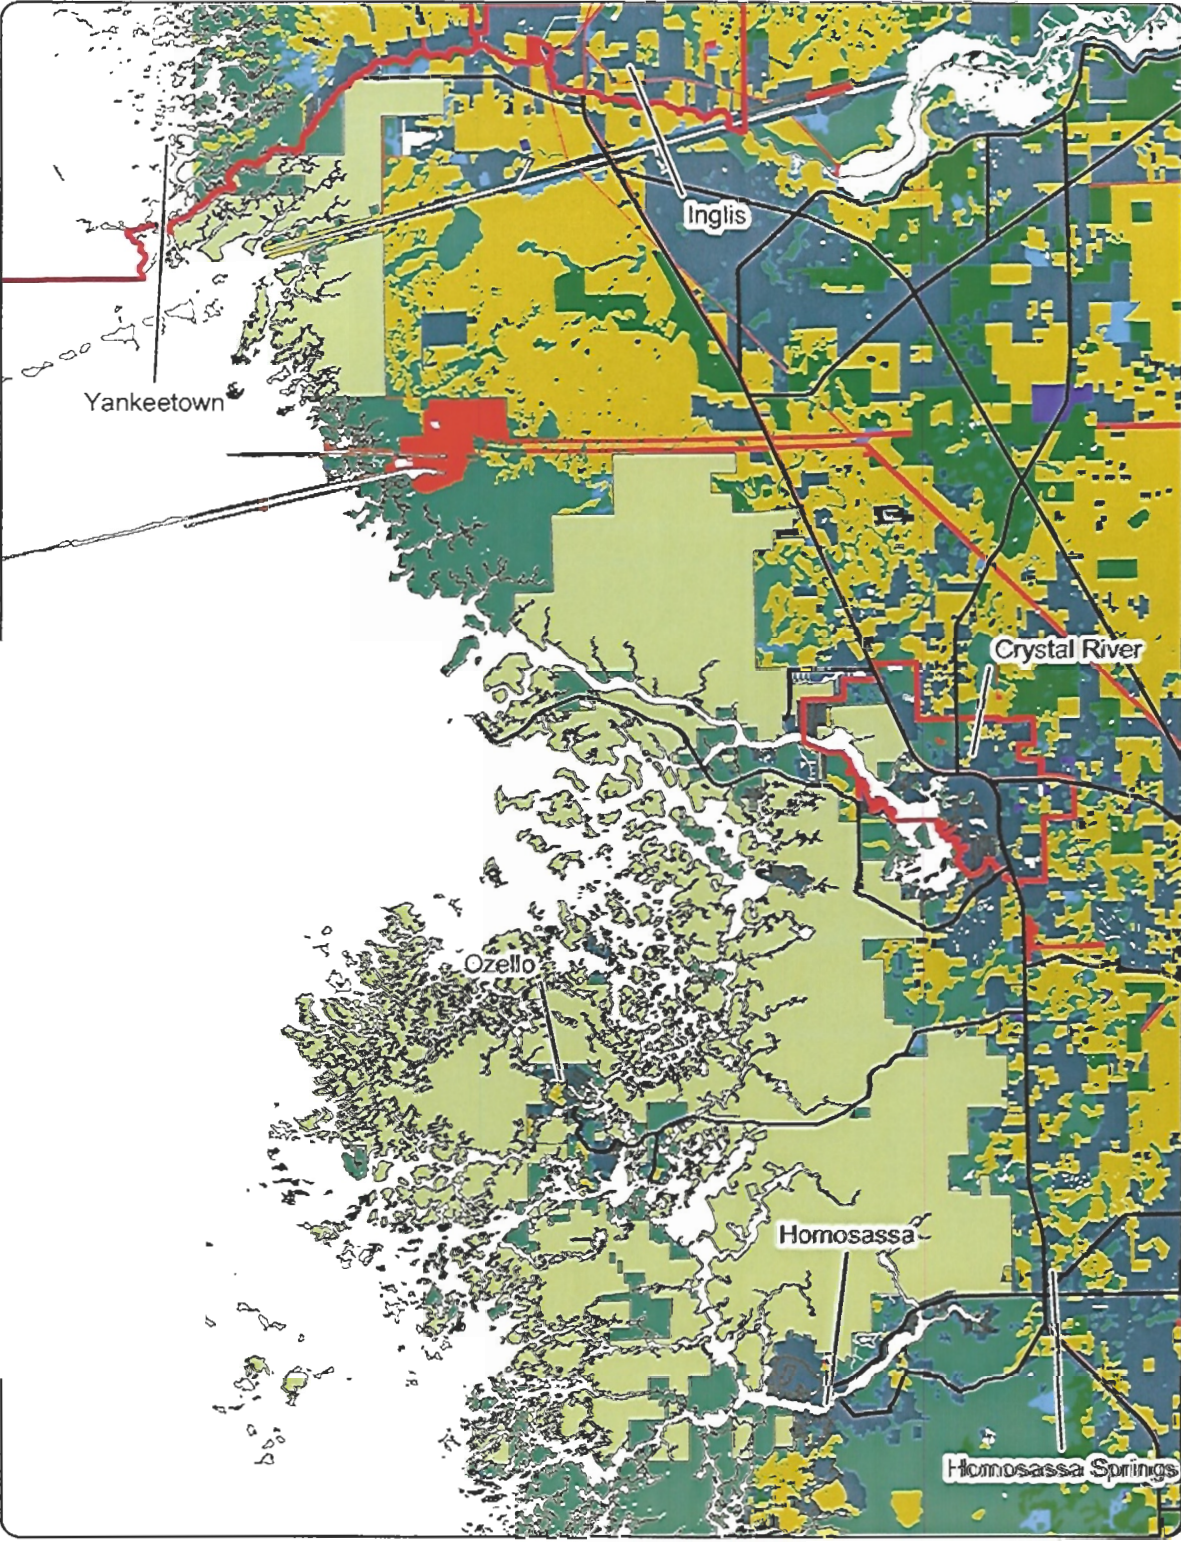 Inglis
Yankeetown
Crystal River
Ozello
Homosassa
Homosassa Springs